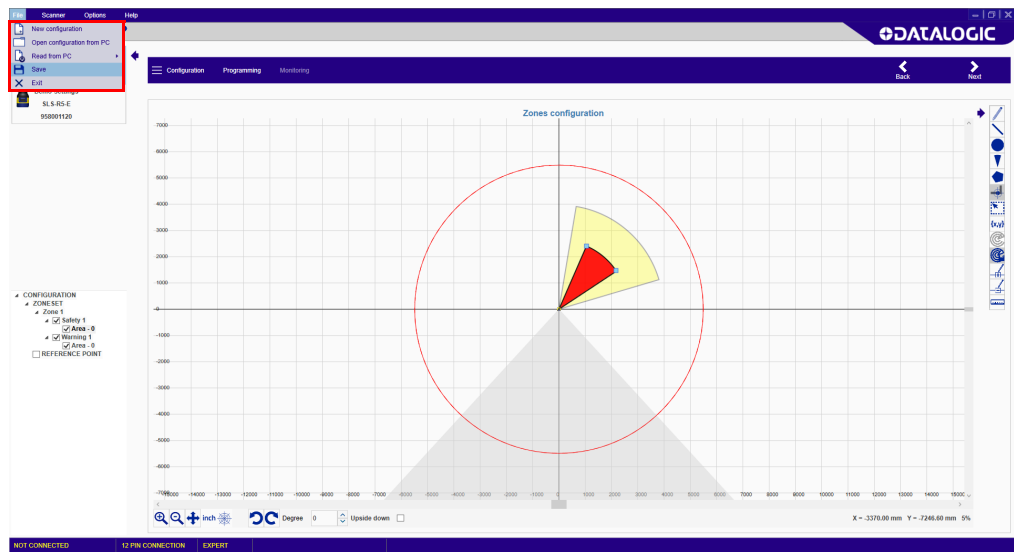 File Scanner Options Help
New configuration
Open configuration from PC
Read from PC
Save
Exit
DATALOGIC
Configuration Programming Monitoring
Back Next
SLS-R5-E
958001120
Zones configuration
7000
6000
5000
4000
3000
2000
1000
-0
-1000
-2000
-3000
-4000
-5000
-6000
-14000 -13000 -12000 -11000 -10000 -9000 -8000 -7000 -6000 -5000 -4000 -3000 -2000 -1000 0 1000 2000 3000 4000 5000 6000 7000 8000 9000 10000 11000 12000 13000 14000
(x,y)
CONFIGURATION
ZONESET
Zone 1
Safety 1
Area - 0
Warning 1
Area - 0
REFERENCE POINT
inch Degree 0 Upside down
X = -3370.00 mm Y = -7246.60 mm 5%
NOT CONNECTED 12 PIN CONNECTION EXPERT